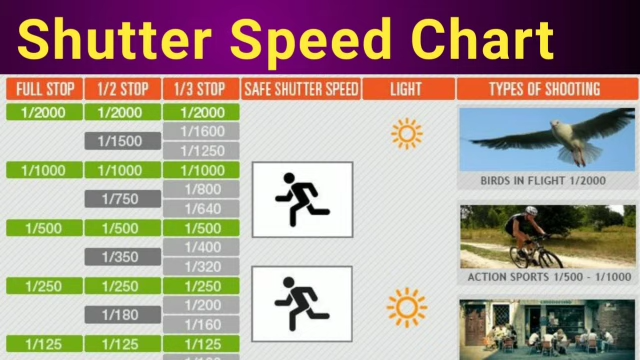 Shutter Speed Chart
FULL STOP 1/2 STOP 1/3 STOP SAFE SHUTTER SPEED LIGHT TYPES OF SHOOTING
1/2000 1/2000 1/2000
1/1600
1/1500
1/1250
1/1000 1/1000 1/1000
BIRDS IN FLIGHT 1/2000
1/800
1/750
1/640
1/500 1/500 1/500
1/400
1/350
1/320
ACTION SPORTS 1/500 - 1/1000
1/250 1/250 1/250
1/200
1/180
1/160
1/125 1/125 1/125